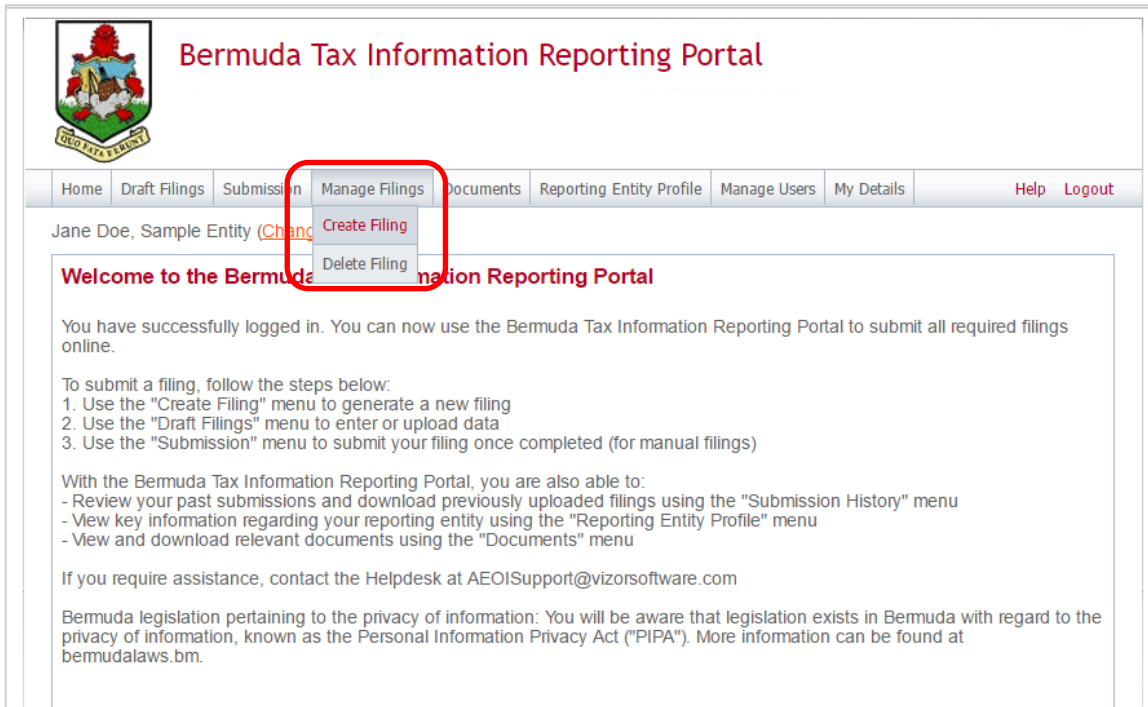 Bermuda Tax Information Reporting Portal
QUO FATA FERUNT
Home Draft Filings Submission Manage Filings Documents Reporting Entity Profile Manage Users My Details Help Logout
Jane Doe, Sample Entity (Chang
Create Filing
Delete Filing
Welcome to the Bermuda mation Reporting Portal
You have successfully logged in. You can now use the Bermuda Tax Information Reporting Portal to submit all required filings
online.
To submit a filing, follow the steps below:
1. Use the "Create Filing" menu to generate a new filing
2. Use the "Draft Filings" menu to enter or upload data
3. Use the "Submission" menu to submit your filing once completed (for manual filings)
With the Bermuda Tax Information Reporting Portal, you are also able to:
- Review your past submissions and download previously uploaded filings using the "Submission History" menu
- View key information regarding your reporting entity using the "Reporting Entity Profile" menu
- View and download relevant documents using the "Documents" menu
If you require assistance, contact the Helpdesk at AEOISupport@vizorsoftware.com
Bermuda legislation pertaining to the privacy of information: You will be aware that legislation exists in Bermuda with regard to the
privacy of information, known as the Personal Information Privacy Act ("PIPA"). More information can be found at
bermudalaws.bm.